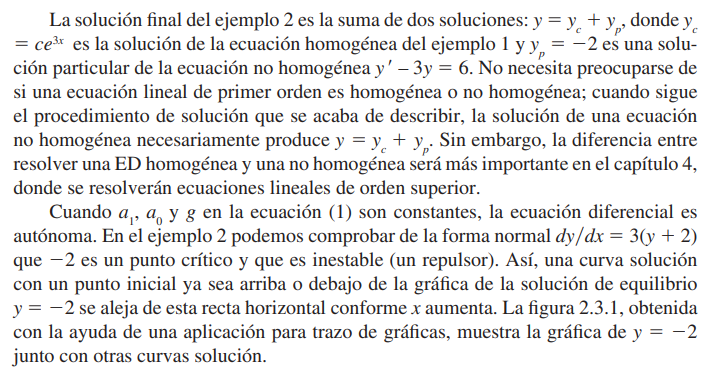 La solución final del ejemplo 2 es la suma de dos soluciones: y = y_c + y_p, donde y_c
= ce^{3x} es la solución de la ecuación homogénea del ejemplo 1 y y_p = −2 es una solu-
ción particular de la ecuación no homogénea y′ – 3y = 6. No necesita preocuparse de
si una ecuación lineal de primer orden es homogénea o no homogénea; cuando sigue
el procedimiento de solución que se acaba de describir, la solución de una ecuación
no homogénea necesariamente produce y = y_c + y_p. Sin embargo, la diferencia entre
resolver una ED homogénea y una no homogénea será más importante en el capítulo 4,
donde se resolverán ecuaciones lineales de orden superior.
Cuando a_1, a_0 y g en la ecuación (1) son constantes, la ecuación diferencial es
autónoma. En el ejemplo 2 podemos comprobar de la forma normal dy/dx = 3(y + 2)
que −2 es un punto crítico y que es inestable (un repulsor). Así, una curva solución
con un punto inicial ya sea arriba o debajo de la gráfica de la solución de equilibrio
y = −2 se aleja de esta recta horizontal conforme x aumenta. La figura 2.3.1, obtenida
con la ayuda de una aplicación para trazo de gráficas, muestra la gráfica de y = −2
junto con otras curvas solución.